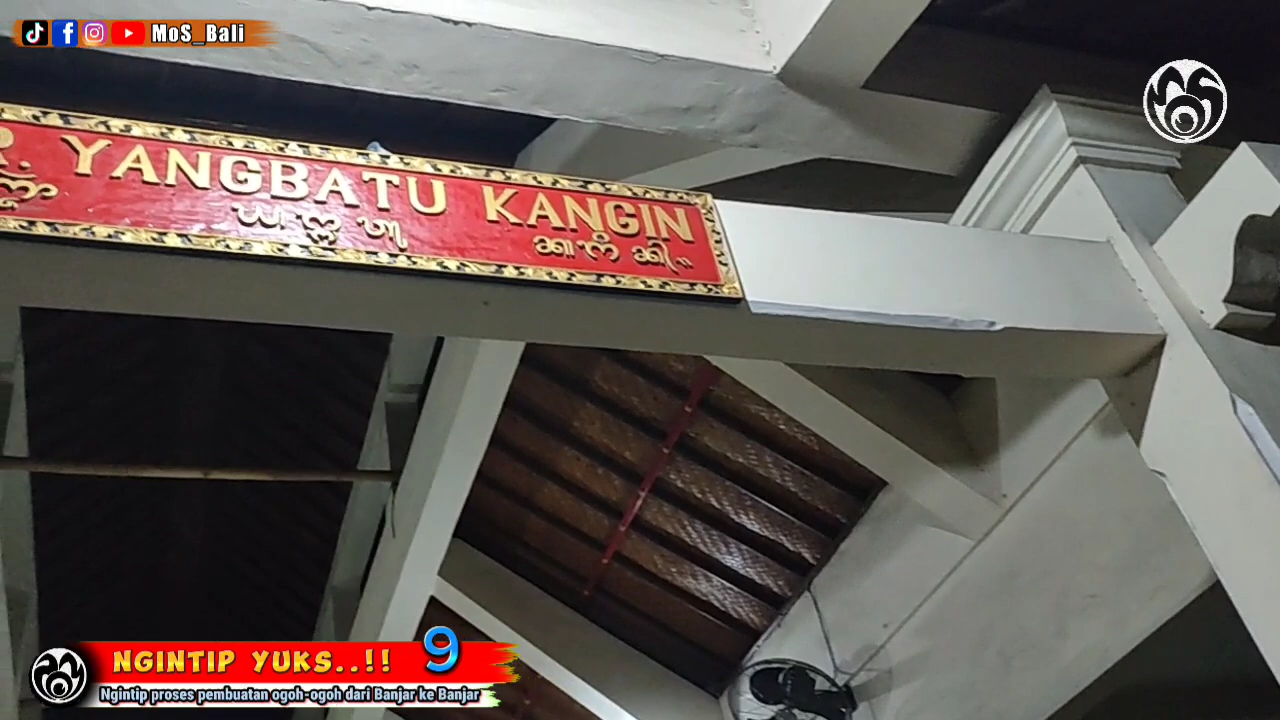 MoS_Bali
R. YANGBATU KANGIN
NGINTIP YUKS..!! 9
Ngintip proses pembuatan ogoh-ogoh dari Banjar ke Banjar